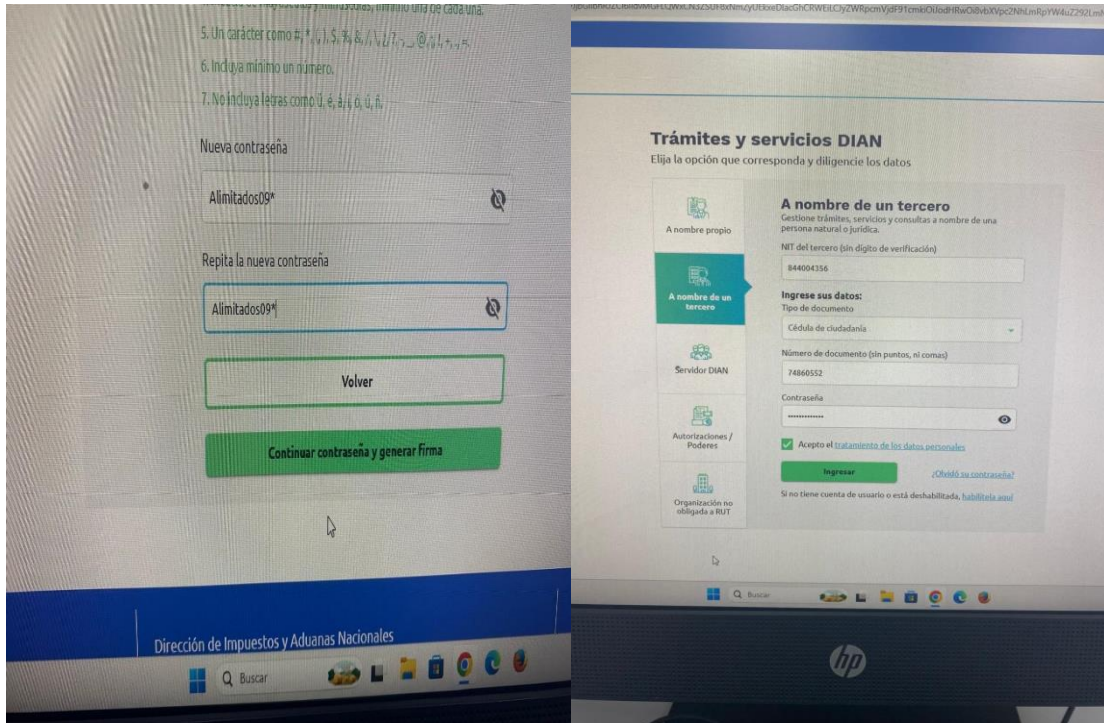 5. Un carácter como #, *,
6. Incluya mínimo un número.
7. No incluya letras como
Nueva contraseña
Alimitados09*
Repita la nueva contraseña
Alimitados09*
Volver
Continuar contraseña y generar Firma
Dirección de Impuestos y Aduanas Nacionales
Buscar
Trámites y servicios DIAN
Elija la opción que corresponda y diligencie los datos
A nombre propio
A nombre de un
tercero
Servidor DIAN
Autorizaciones /
Poderes
Organización no
obligada a RUT
A nombre de un tercero
Gestione trámites, servicios y consultas a nombre de una
persona natural o jurídica.
NIT del tercero (sin dígito de verificación)
844004356
Ingrese sus datos:
Tipo de documento
Cédula de ciudadanía
Número de documento (sin puntos, ni comas)
74860552
Contraseña
Acepto el tratamiento de los datos personales
Ingresar
¿Olvidó su contraseña?
Si no tiene cuenta de usuario o está deshabilitada, habilítela aquí
Buscar
hp